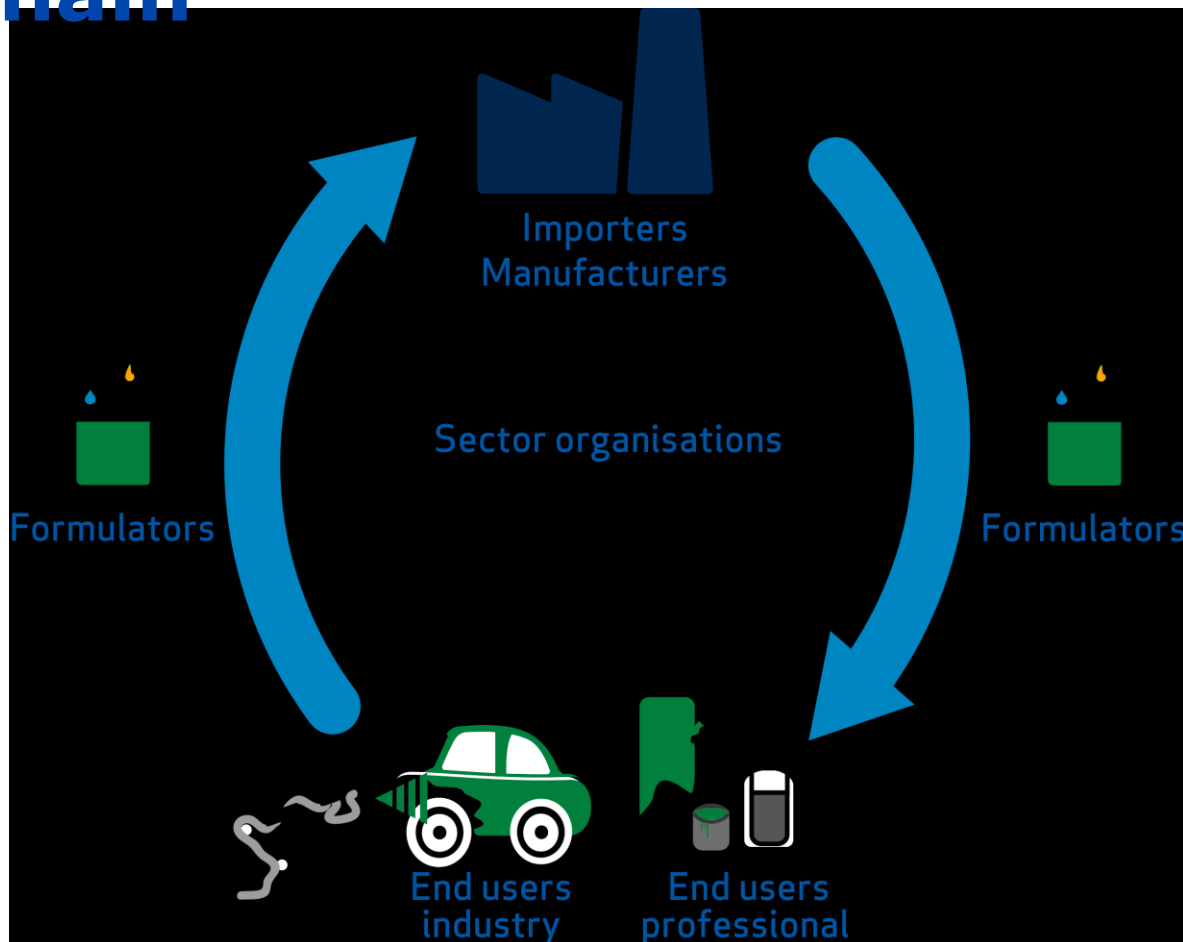 Importers
Manufacturers
Sector organisations
Formulators
Formulators
End users
industry
End users
professional